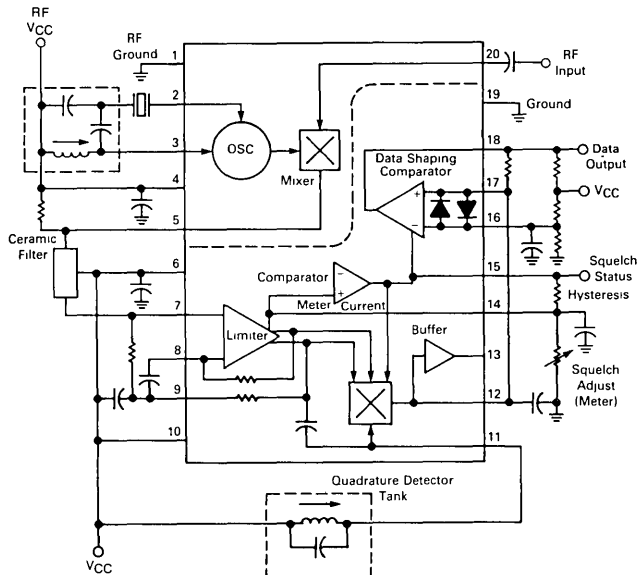 RF
VCC
RF
Ground
1
2
3
4
5
6
7
8
9
10
OSC
Mixer
20
RF
Input
19
Ground
18
Data
Output
Data Shaping
Comparator
+
−
17
VCC
16
15
Squelch
Status
Hysteresis
14
Ceramic
Filter
Comparator
−
+
Meter Current
Limiter
Buffer
13
12
Squelch
Adjust
(Meter)
11
Quadrature Detector
Tank
VCC